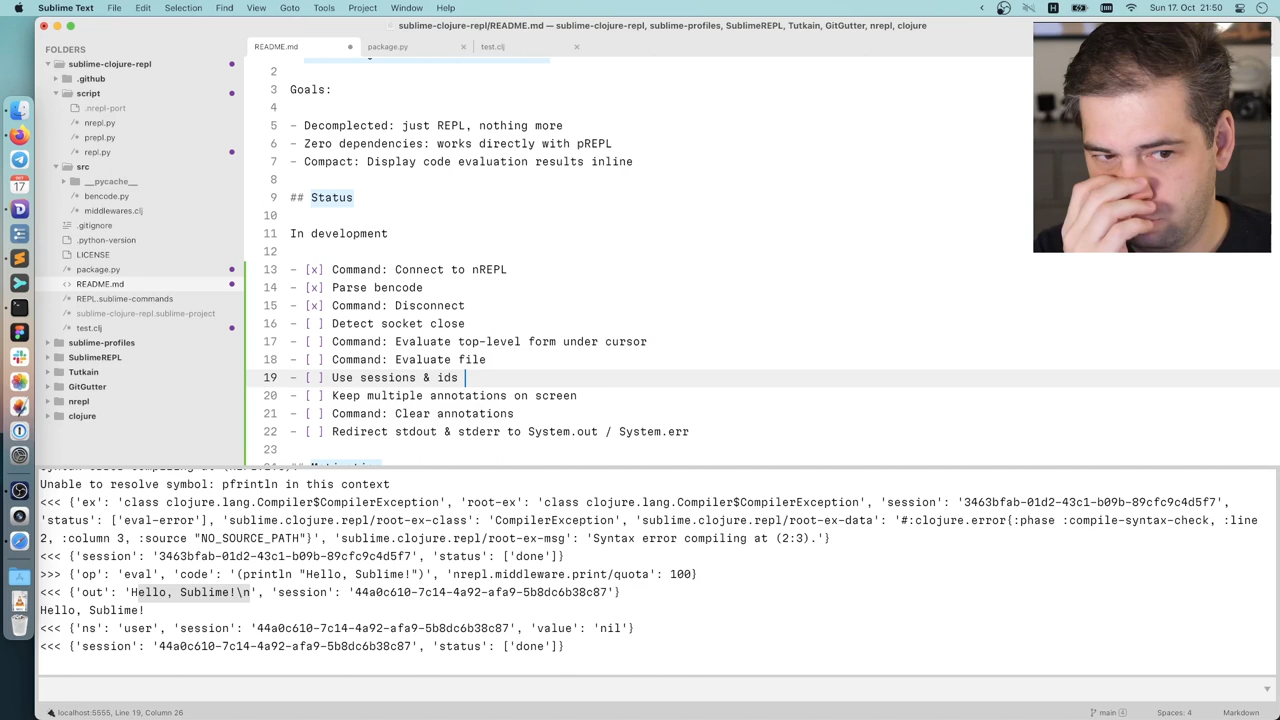 Sublime Text File Edit Selection Find View Goto Tools Project Window Help
Sun 17. Oct 21:50
sublime-clojure-repl/README.md — sublime-clojure-repl, sublime-profiles, SublimeREPL, Tutkain, GitGutter, nrepl, clojure
FOLDERS
sublime-clojure-repl
.github
script
.nrepl-port
nrepl.py
prepl.py
repl.py
src
__pycache__
bencode.py
middlewares.clj
.gitignore
.python-version
LICENSE
package.py
README.md
REPL.sublime-commands
sublime-clojure-repl.sublime-project
test.clj
sublime-profiles
SublimeREPL
Tutkain
GitGutter
nrepl
clojure
README.md
package.py
test.clj
2
3 Goals:
4
5 - Decomplected: just REPL, nothing more
6 - Zero dependencies: works directly with pREPL
7 - Compact: Display code evaluation results inline
8
9 ## Status
10
11 In development
12
13 - [x] Command: Connect to nREPL
14 - [x] Parse bencode
15 - [x] Command: Disconnect
16 - [ ] Detect socket close
17 - [ ] Command: Evaluate top-level form under cursor
18 - [ ] Command: Evaluate file
19 - [ ] Use sessions & ids
20 - [ ] Keep multiple annotations on screen
21 - [ ] Command: Clear annotations
22 - [ ] Redirect stdout & stderr to System.out / System.err
23
Unable to resolve symbol: pfrintln in this context
<<< {'ex': 'class clojure.lang.Compiler$CompilerException', 'root-ex': 'class clojure.lang.Compiler$CompilerException', 'session': '3463bfab-01d2-43c1-b09b-89cfc9c4d5f7',
'status': ['eval-error'], 'sublime.clojure.repl/root-ex-class': 'CompilerException', 'sublime.clojure.repl/root-ex-data': '#:clojure.error{:phase :compile-syntax-check, :line
2, :column 3, :source "NO_SOURCE_PATH"}', 'sublime.clojure.repl/root-ex-msg': 'Syntax error compiling at (2:3).'}
<<< {'session': '3463bfab-01d2-43c1-b09b-89cfc9c4d5f7', 'status': ['done']}
>>> {'op': 'eval', 'code': '(println "Hello, Sublime!")', 'nrepl.middleware.print/quota': 100}
<<< {'out': 'Hello, Sublime!\n', 'session': '44a0c610-7c14-4a92-afa9-5b8dc6b38c87'}
Hello, Sublime!
<<< {'ns': 'user', 'session': '44a0c610-7c14-4a92-afa9-5b8dc6b38c87', 'value': 'nil'}
<<< {'session': '44a0c610-7c14-4a92-afa9-5b8dc6b38c87', 'status': ['done']}
localhost:5555, Line 19, Column 26
main 4
Spaces: 4
Markdown